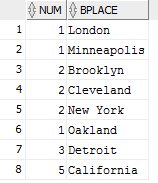 NUM BPLACE
1 1 London
2 1 Minneapolis
3 2 Brooklyn
4 2 Cleveland
5 2 New York
6 1 Oakland
7 3 Detroit
8 5 California